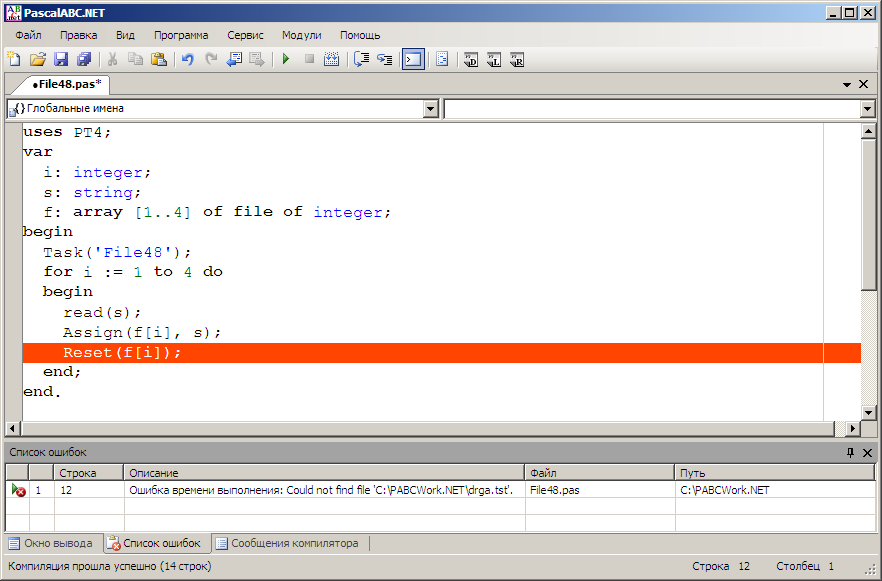 PascalABC.NET
Файл Правка Вид Программа Сервис Модули Помощь
•File48.pas*
Глобальные имена
uses PT4;
var
i: integer;
s: string;
f: array [1..4] of file of integer;
begin
Task('File48');
for i := 1 to 4 do
begin
read(s);
Assign(f[i], s);
Reset(f[i]);
end;
end.
Список ошибок
Строка Описание Файл Путь
1 12 Ошибка времени выполнения: Could not find file 'C:\PABCWork.NET\drga.tst'. File48.pas C:\PABCWork.NET
Окно вывода Список ошибок Сообщения компилятора
Компиляция прошла успешно (14 строк) Строка 12 Столбец 1